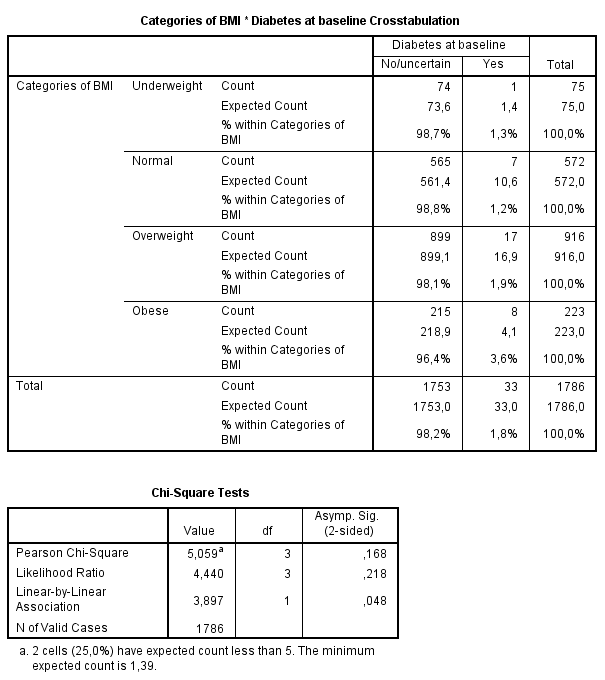 Categories of BMI * Diabetes at baseline Crosstabulation
Diabetes at baseline
No/uncertain Yes Total
Categories of BMI Underweight Count 74 1 75
Expected Count 73,6 1,4 75,0
% within Categories of BMI 98,7% 1,3% 100,0%
Normal Count 565 7 572
Expected Count 561,4 10,6 572,0
% within Categories of BMI 98,8% 1,2% 100,0%
Overweight Count 899 17 916
Expected Count 899,1 16,9 916,0
% within Categories of BMI 98,1% 1,9% 100,0%
Obese Count 215 8 223
Expected Count 218,9 4,1 223,0
% within Categories of BMI 96,4% 3,6% 100,0%
Total Count 1753 33 1786
Expected Count 1753,0 33,0 1786,0
% within Categories of BMI 98,2% 1,8% 100,0%
Chi-Square Tests
Value df Asymp. Sig. (2-sided)
Pearson Chi-Square 5,059a 3 ,168
Likelihood Ratio 4,440 3 ,218
Linear-by-Linear Association 3,897 1 ,048
N of Valid Cases 1786
a. 2 cells (25,0%) have expected count less than 5. The minimum
expected count is 1,39.